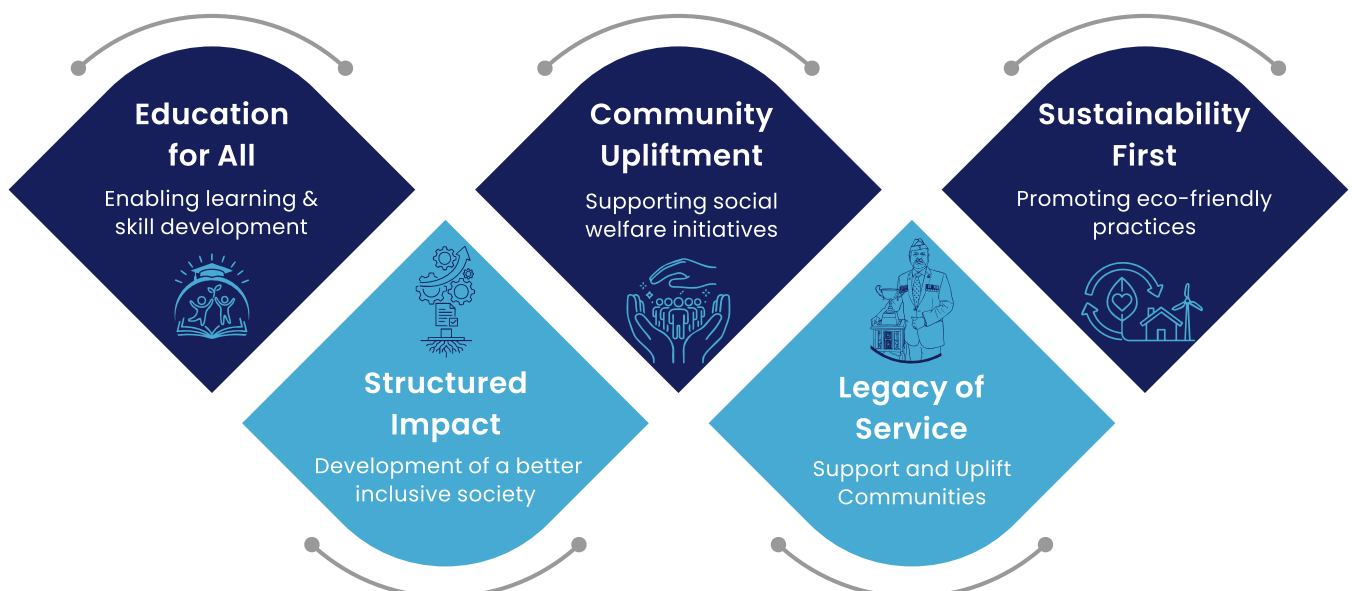 Education
for All
Enabling learning &
skill development
Structured
Impact
Development of a better
inclusive society
Community
Upliftment
Supporting social
welfare initiatives
Legacy of
Service
Support and Uplift
Communities
Sustainability
First
Promoting eco-friendly
practices